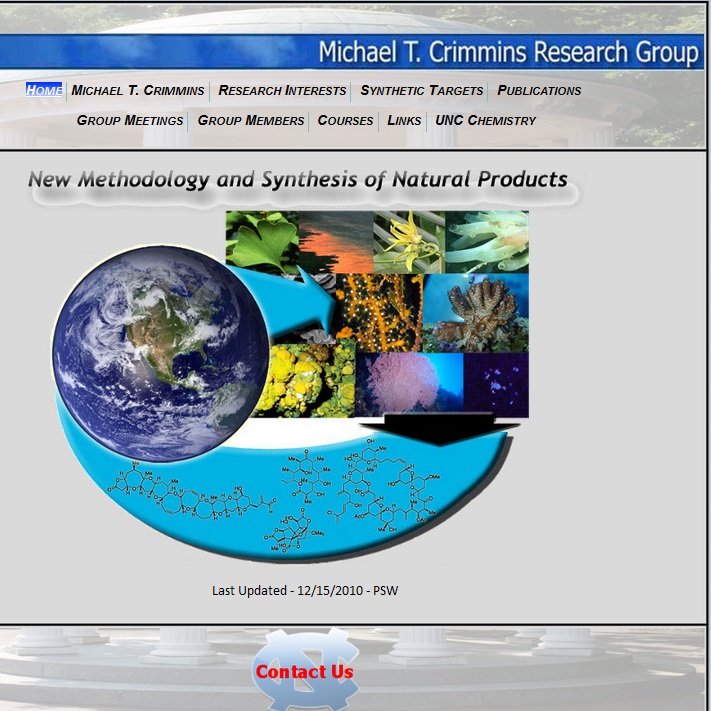 Michael T. Crimmins Research Group
Home Michael T. Crimmins Research Interests Synthetic Targets Publications
Group Meetings Group Members Courses Links UNC Chemistry
New Methodology and Synthesis of Natural Products
Last Updated - 12/15/2010 - PSW
Contact Us